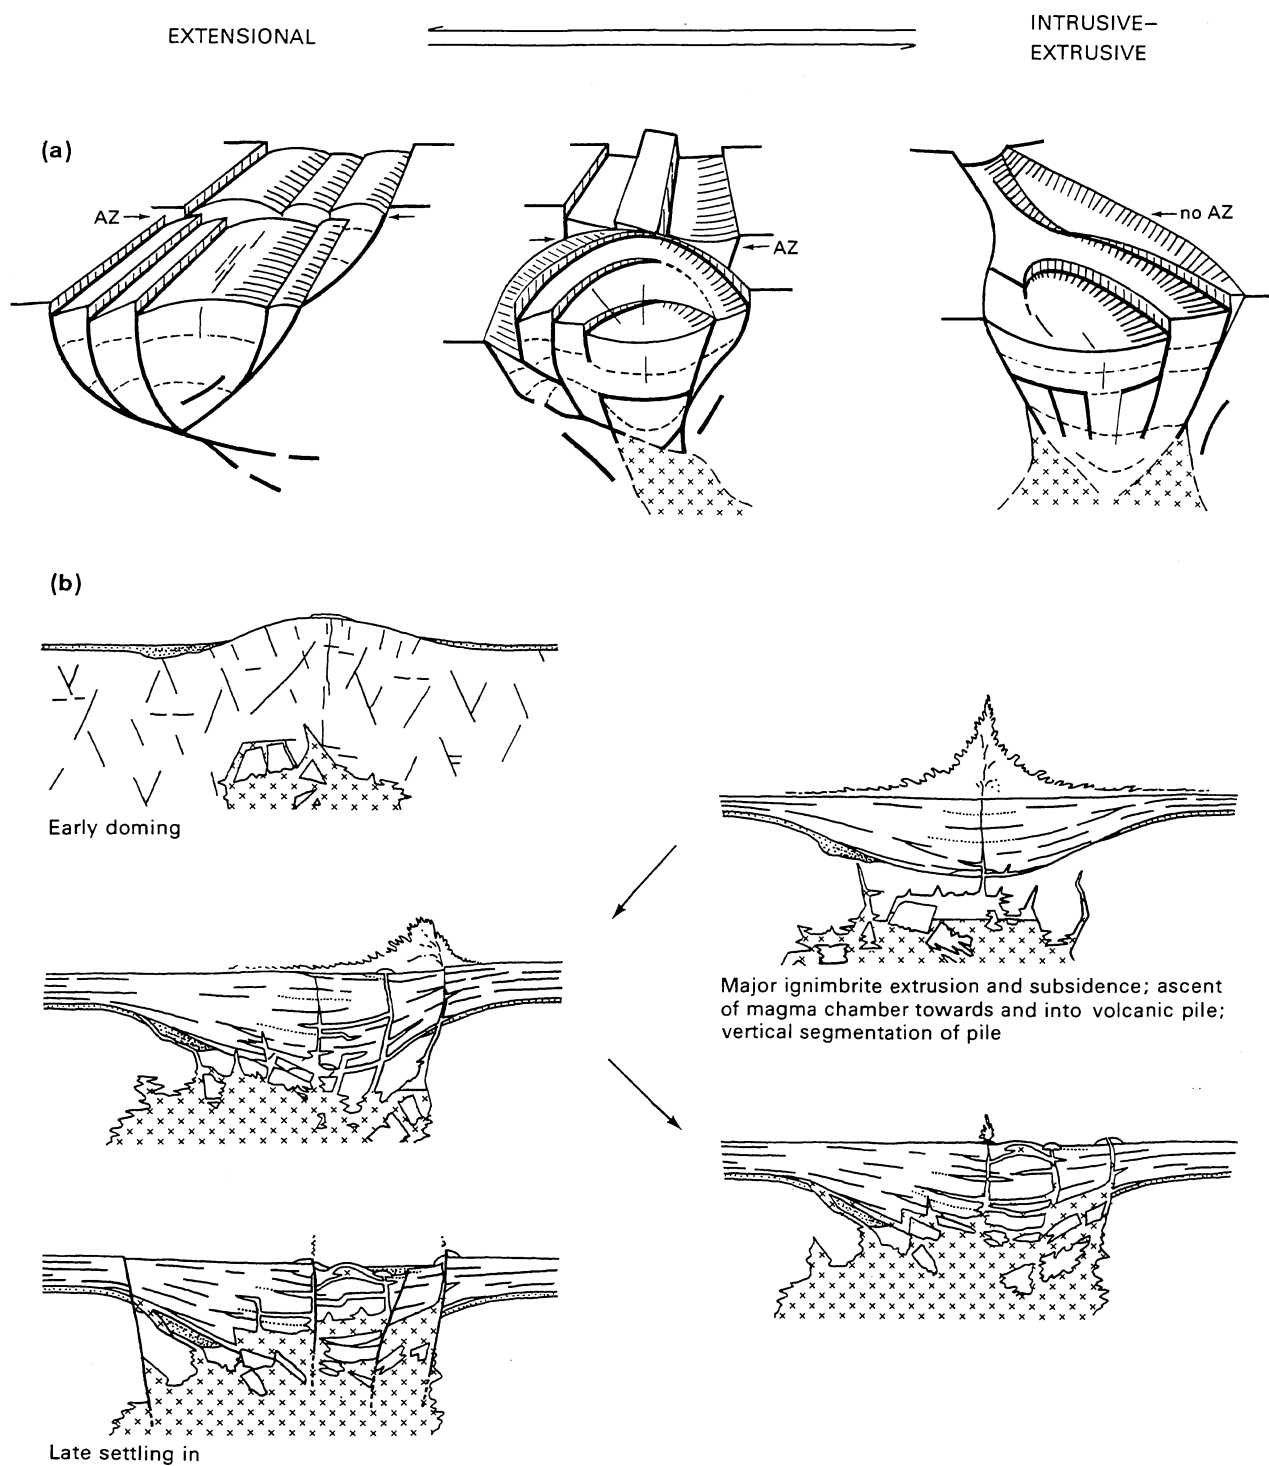 EXTENSIONAL
INTRUSIVE–
EXTRUSIVE
(a)
AZ
AZ
no AZ
(b)
Early doming
Major ignimbrite extrusion and subsidence; ascent
of magma chamber towards and into volcanic pile;
vertical segmentation of pile
Late settling in